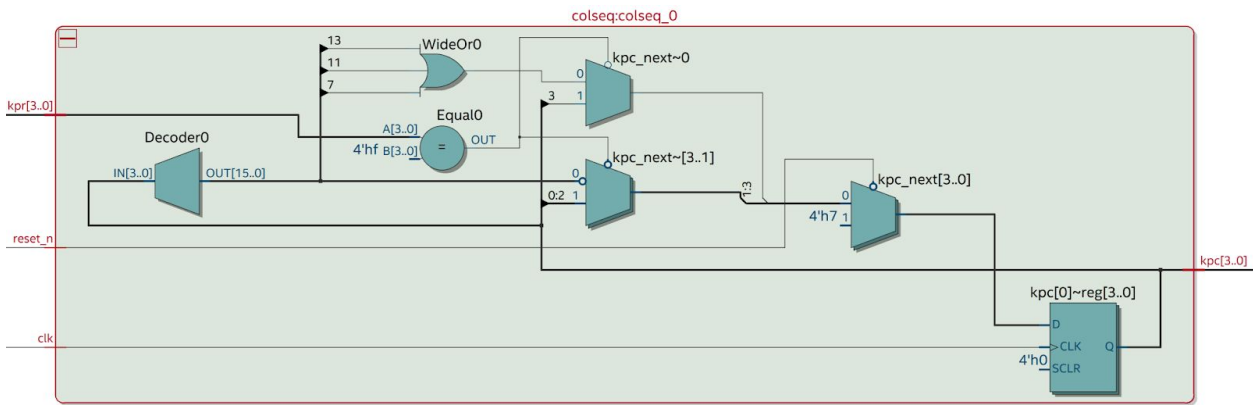 colseq:colseq_0
13
WideOr0
kpc_next~0
11
0
7
1
3
kpr[3..0]
Equal0
A[3..0]
4'hf
B[3..0]
=
OUT
Decoder0
kpc_next~[3..1]
IN[3..0]
OUT[15..0]
0
1
0:2
1:3
kpc_next[3..0]
0
4'h7
1
reset_n
kpc[3..0]
kpc[0]~reg[3..0]
D
clk
>CLK
Q
4'h0
SCLR